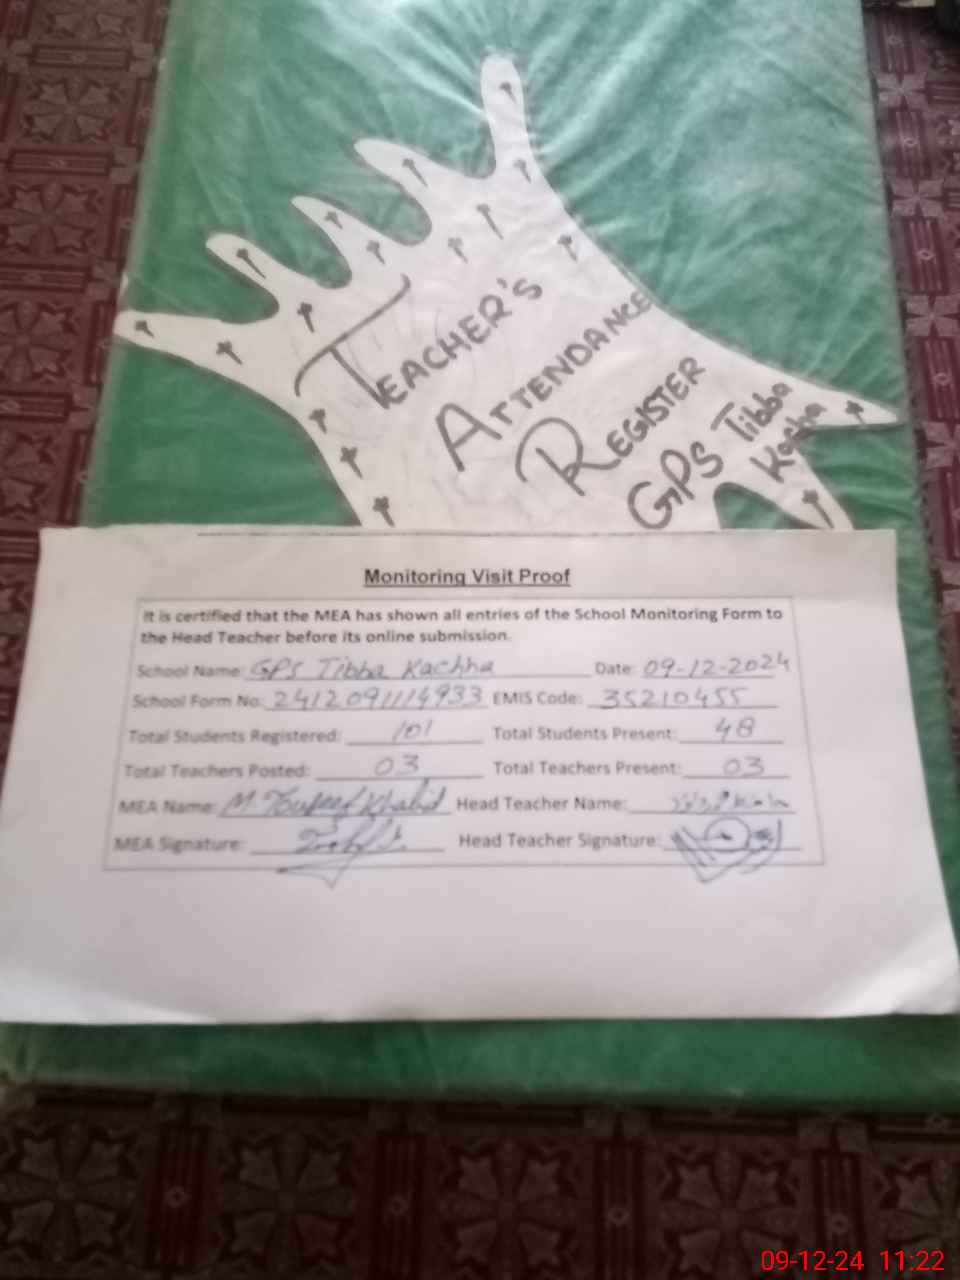 TEACHER'S
ATTENDANCE
REGISTER
GPS Tibba
Kachha
Monitoring Visit Proof
It is certified that the MEA has shown all entries of the School Monitoring Form to
the Head Teacher before its online submission.
School Name: GPS Tibba Kachha Date: 09-12-2024
School Form No: 2412091114933 EMIS Code: 35210455
Total Students Registered: 101 Total Students Present: 48
Total Teachers Posted: 03 Total Teachers Present: 03
MEA Name: M. Touseef Khalid Head Teacher Name:
MEA Signature: Head Teacher Signature:
09-12-24 11:22